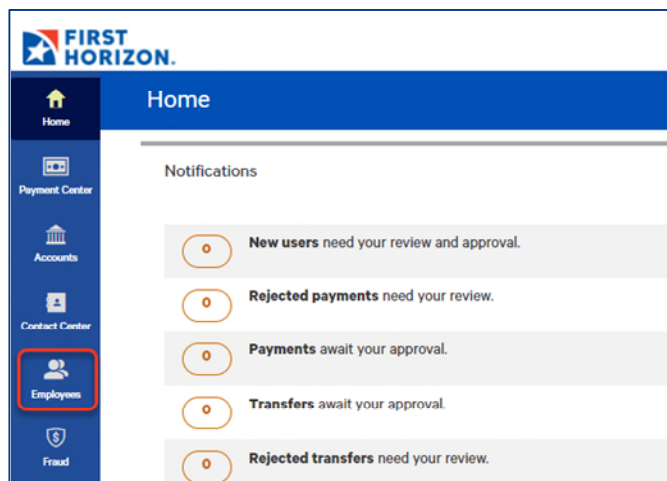 FIRST
HORIZON.
Home
Home
Payment Center
Accounts
Contact Center
Employees
Fraud
Notifications
0 New users need your review and approval.
0 Rejected payments need your review.
0 Payments await your approval.
0 Transfers await your approval.
0 Rejected transfers need your review.